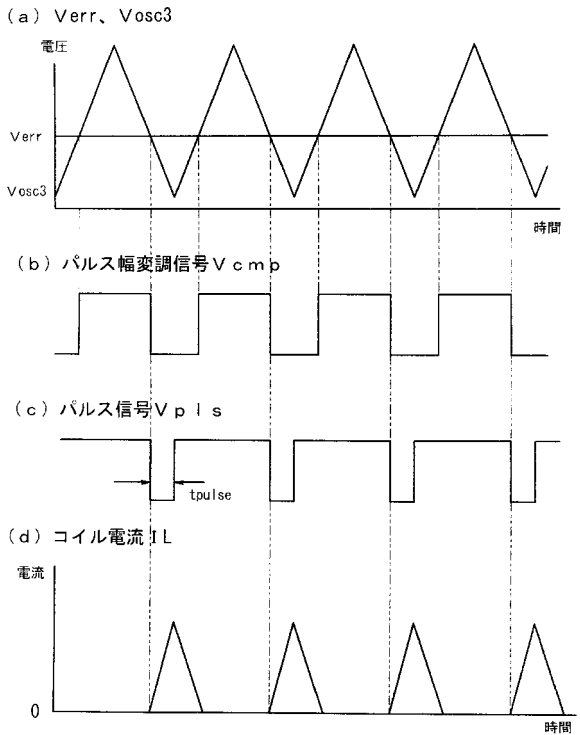 （ａ）Ｖerr、Ｖosc3
電圧
Verr
Vosc3
時間
（ｂ）パルス幅変調信号Ｖｃｍｐ
（ｃ）パルス信号Ｖｐｌｓ
tpulse
（ｄ）コイル電流ＩＬ
電流
0
時間